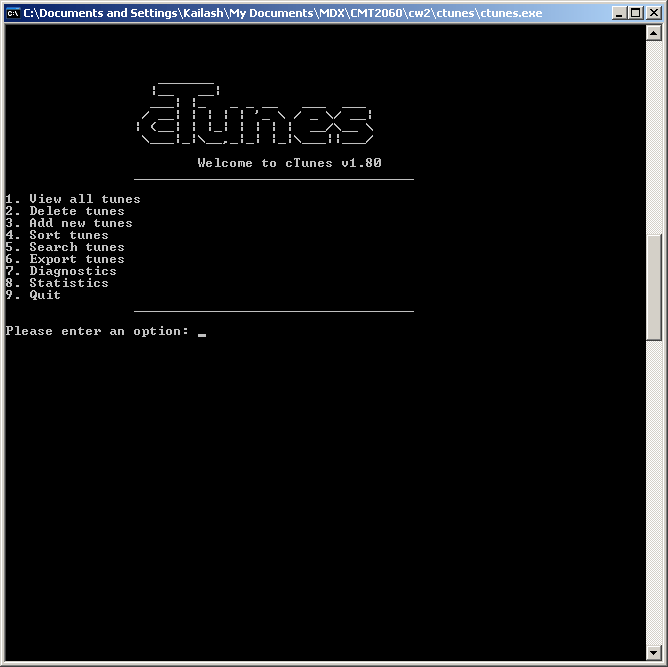 C:\Documents and Settings\Kailash\My Documents\MDX\CMT2060\cw2\ctunes\ctunes.exe
cTunes
Welcome to cTunes v1.80
1. View all tunes
2. Delete tunes
3. Add new tunes
4. Sort tunes
5. Search tunes
6. Export tunes
7. Diagnostics
8. Statistics
9. Quit
Please enter an option: _